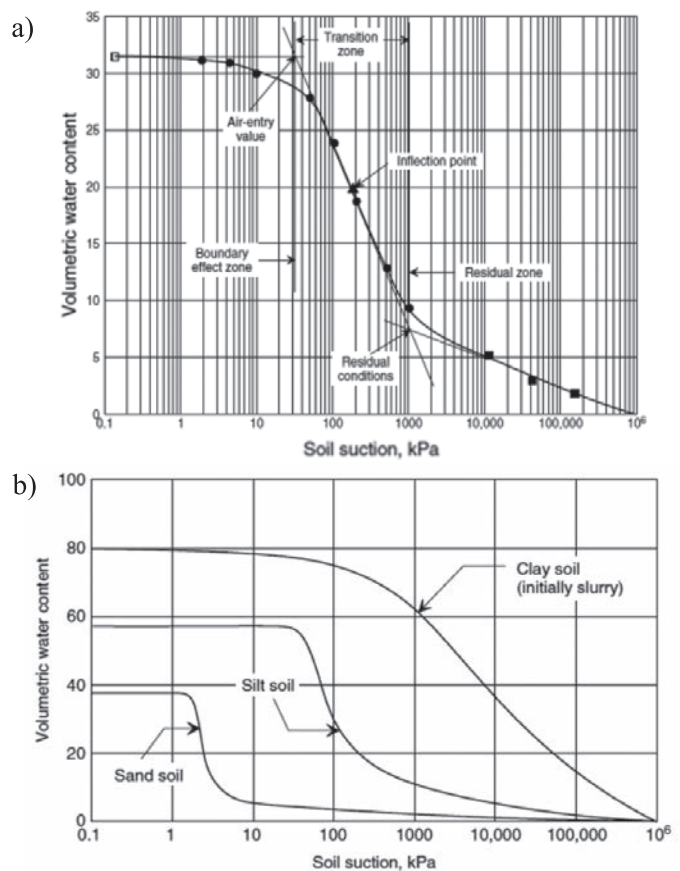 a)
35
30
25
20
15
10
5
0
Volumetric water content
Transition
zone
Air-entry
value
Inflection point
Boundary
effect zone
Residual zone
Residual
conditions
0.1 1 10 100 1000 10,000 100,000 10⁶
Soil suction, kPa
b)
100
80
60
40
20
0
Volumetric water content
Clay soil
(initially slurry)
Silt soil
Sand soil
0.1 1 10 100 1000 10,000 100,000 10⁶
Soil suction, kPa